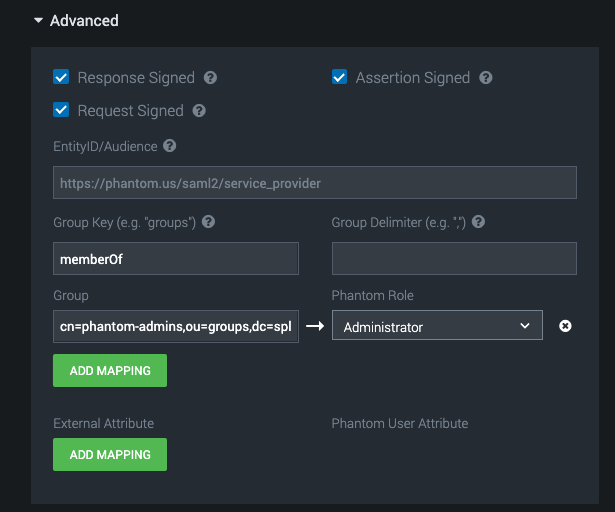 Advanced
Response Signed ? Assertion Signed ?
Request Signed ?
EntityID/Audience ?
https://phantom.us/saml2/service_provider
Group Key (e.g. "groups") ? Group Delimiter (e.g. ",") ?
memberOf
Group Phantom Role
cn=phantom-admins,ou=groups,dc=spl → Administrator
ADD MAPPING
External Attribute Phantom User Attribute
ADD MAPPING